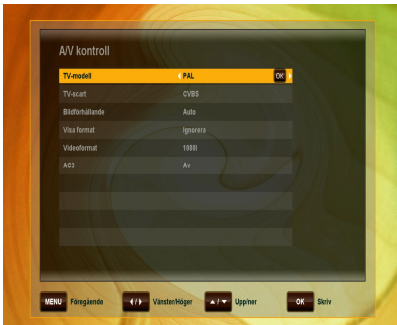 A/V kontroll
TV-modell PAL OK
TV-scart CVBS
Bildförhållande Auto
Visa format Ignorera
Videoformat 1080i
AC3 Av
MENU Föregående Vänster/Höger Upp/ner OK Skriv